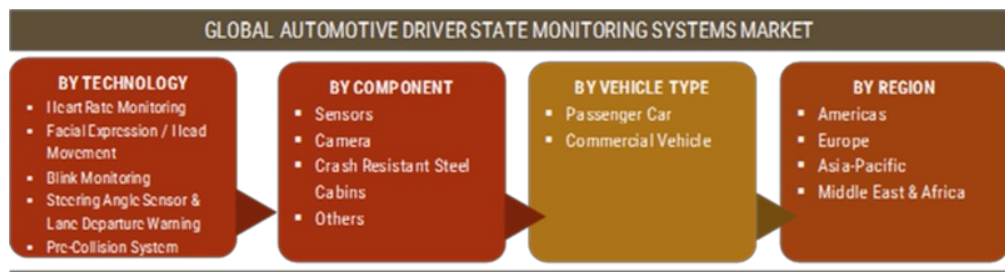 GLOBAL AUTOMOTIVE DRIVER STATE MONITORING SYSTEMS MARKET
BY TECHNOLOGY
▪ Heart Rate Monitoring
▪ Facial Expression / Head
Movement
▪ Blink Monitoring
▪ Steering Angle Sensor &
Lane Departure Warning
▪ Pre-Collision System
BY COMPONENT
▪ Sensors
▪ Camera
▪ Crash Resistant Steel
Cabins
▪ Others
BY VEHICLE TYPE
▪ Passenger Car
▪ Commercial Vehicle
BY REGION
▪ Americas
▪ Europe
▪ Asia-Pacific
▪ Middle East & Africa